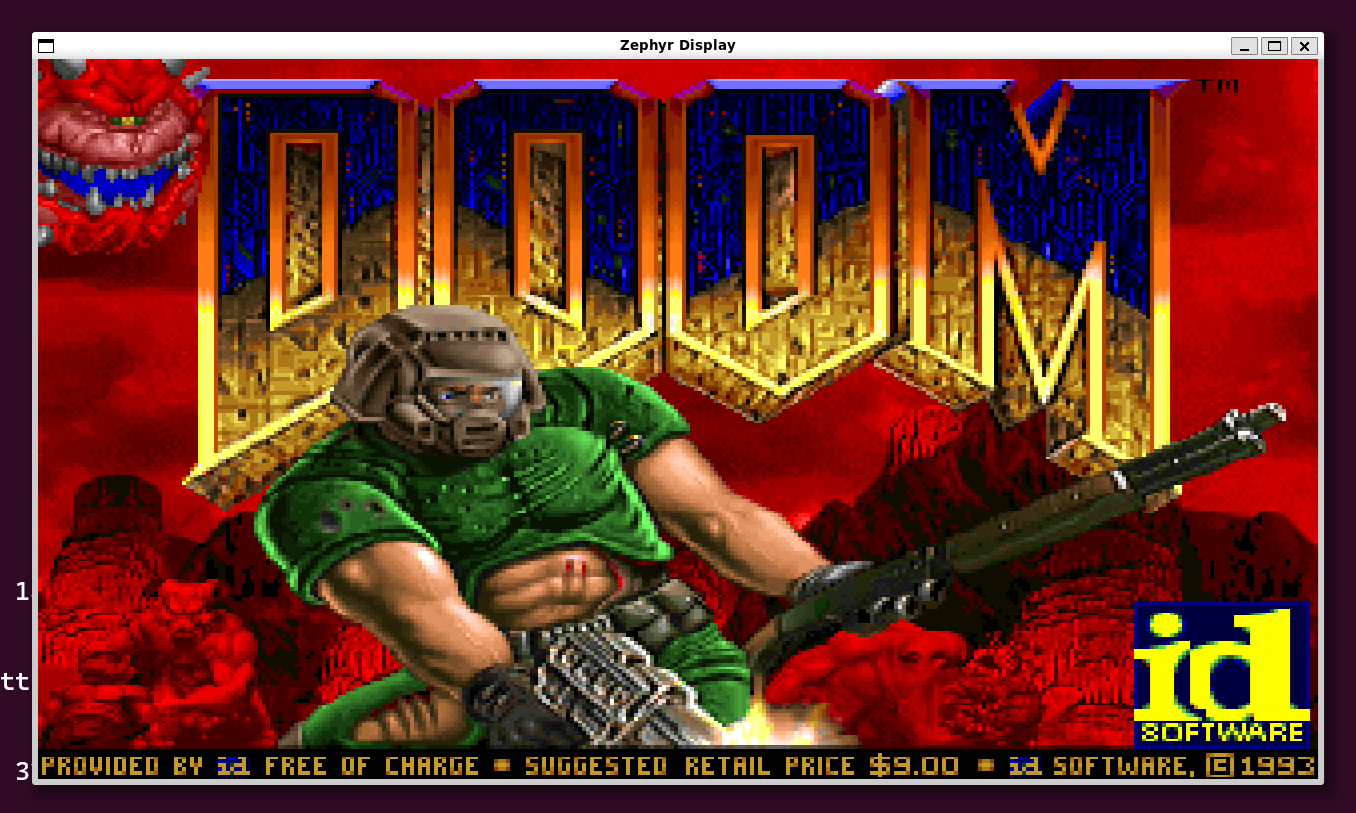 Zephyr Display
DOOM
TM
1
tt
id
SOFTWARE
3
PROVIDED BY id FREE OF CHARGE ▪ SUGGESTED RETAIL PRICE $9.00 ▪ id SOFTWARE, © 1993